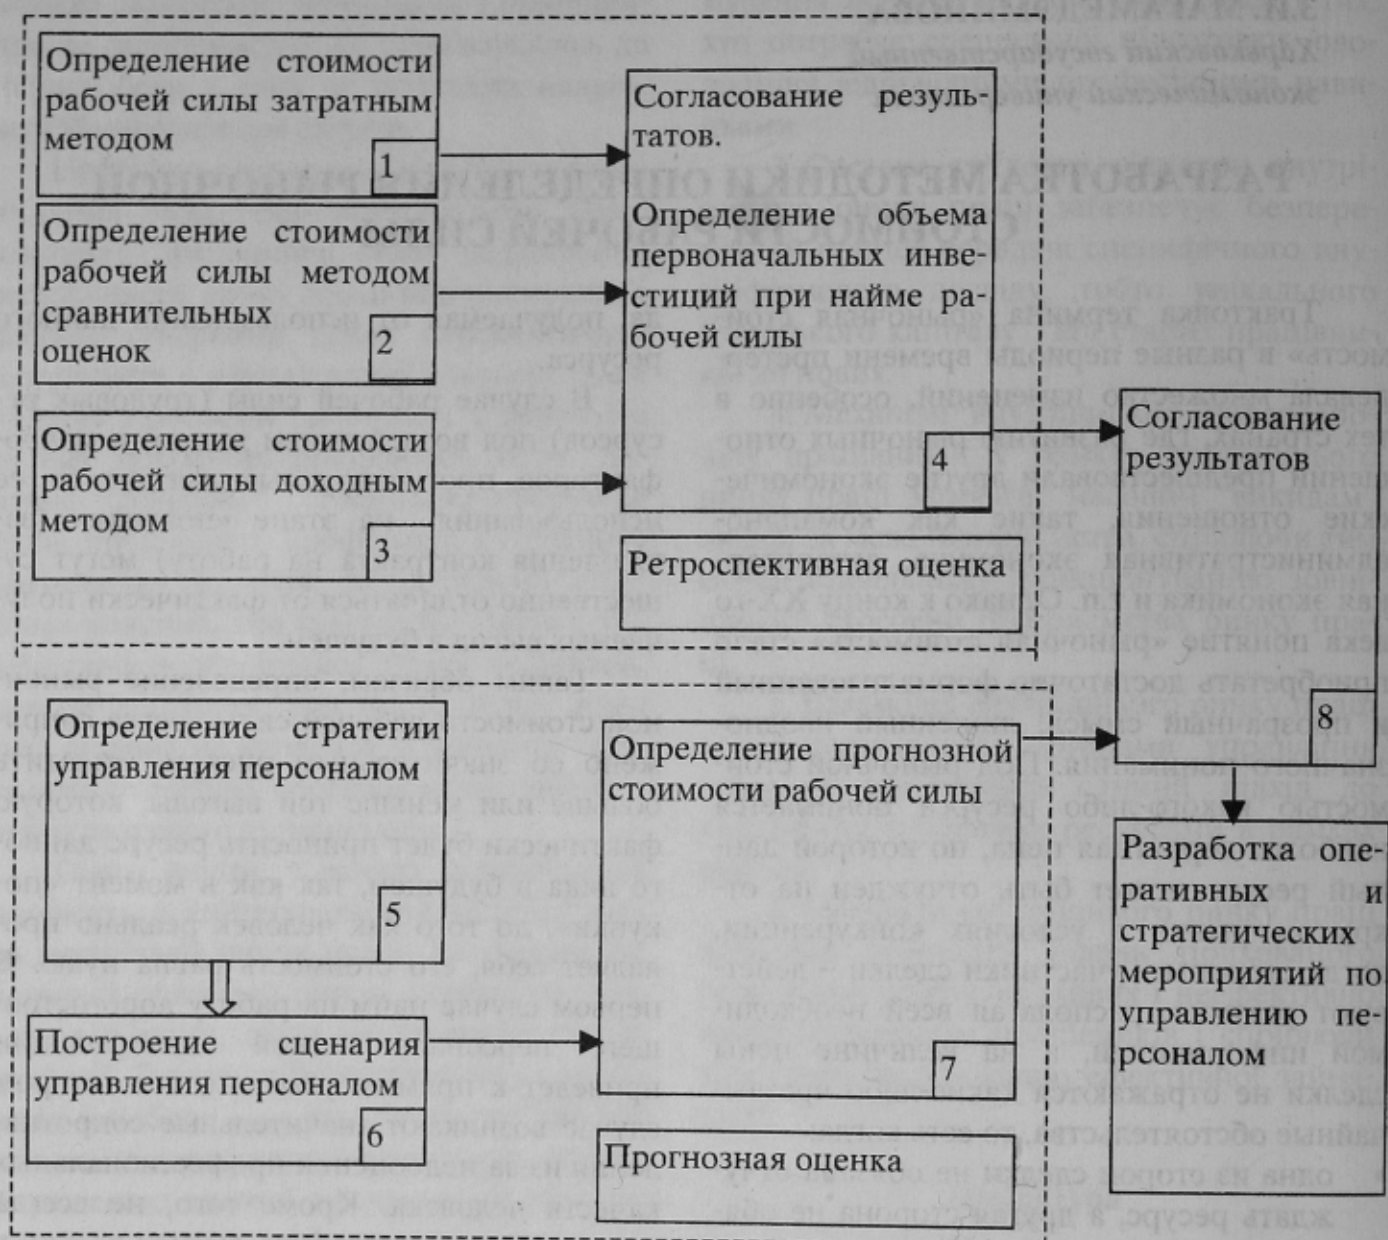 Определение стоимости
рабочей силы затратным
методом
1
Определение стоимости
рабочей силы методом
сравнительных
оценок
2
Определение стоимости
рабочей силы доходным
методом
3
Согласование резуль-
татов.
Определение объема
первоначальных инве-
стиций при найме ра-
бочей силы
4
Ретроспективная оценка
Определение стратегии
управления персоналом
5
Построение сценария
управления персоналом
6
Определение прогнозной
стоимости рабочей силы
7
Прогнозная оценка
Согласование
результатов
8
Разработка опе-
ративных и
стратегических
мероприятий по
управлению пе-
рсоналом